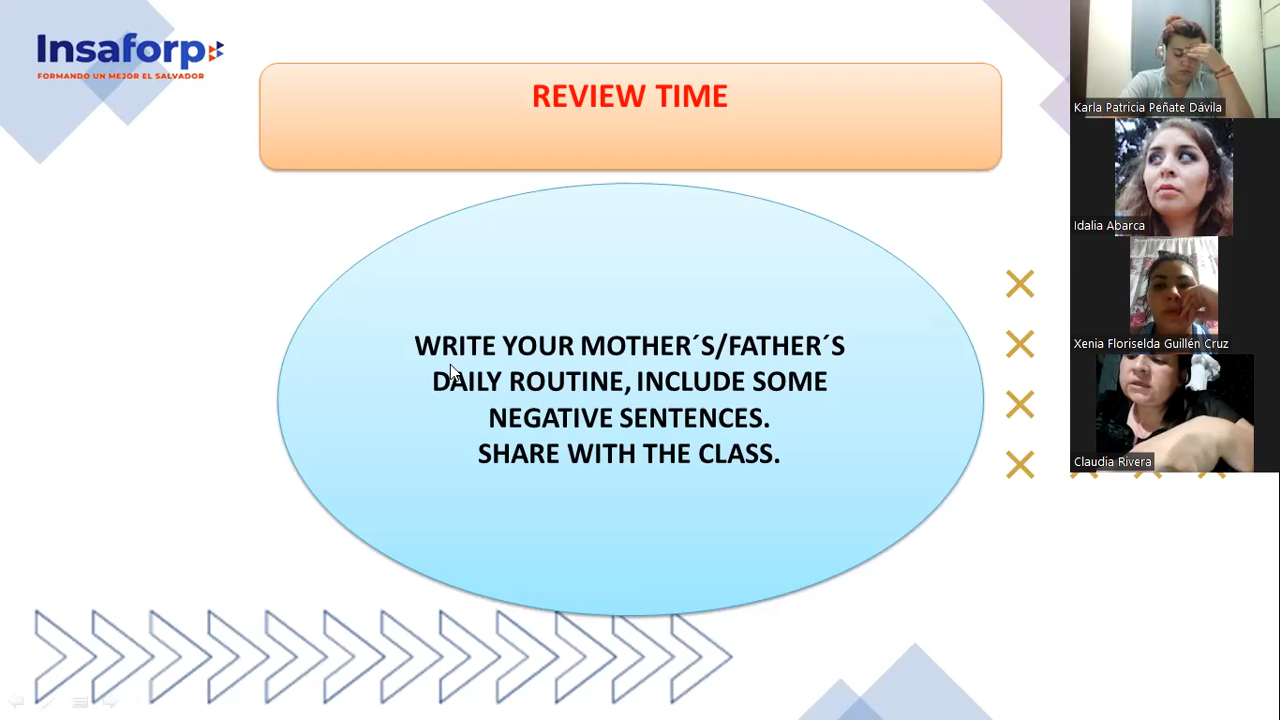 Insaforp
FORMANDO UN MEJOR EL SALVADOR
REVIEW TIME
WRITE YOUR MOTHER´S/FATHER´S
DAILY ROUTINE, INCLUDE SOME
NEGATIVE SENTENCES.
SHARE WITH THE CLASS.
Karla Patricia Peñate Dávila
Idalia Abarca
Xenia Floriselda Guillén Cruz
Claudia Rivera